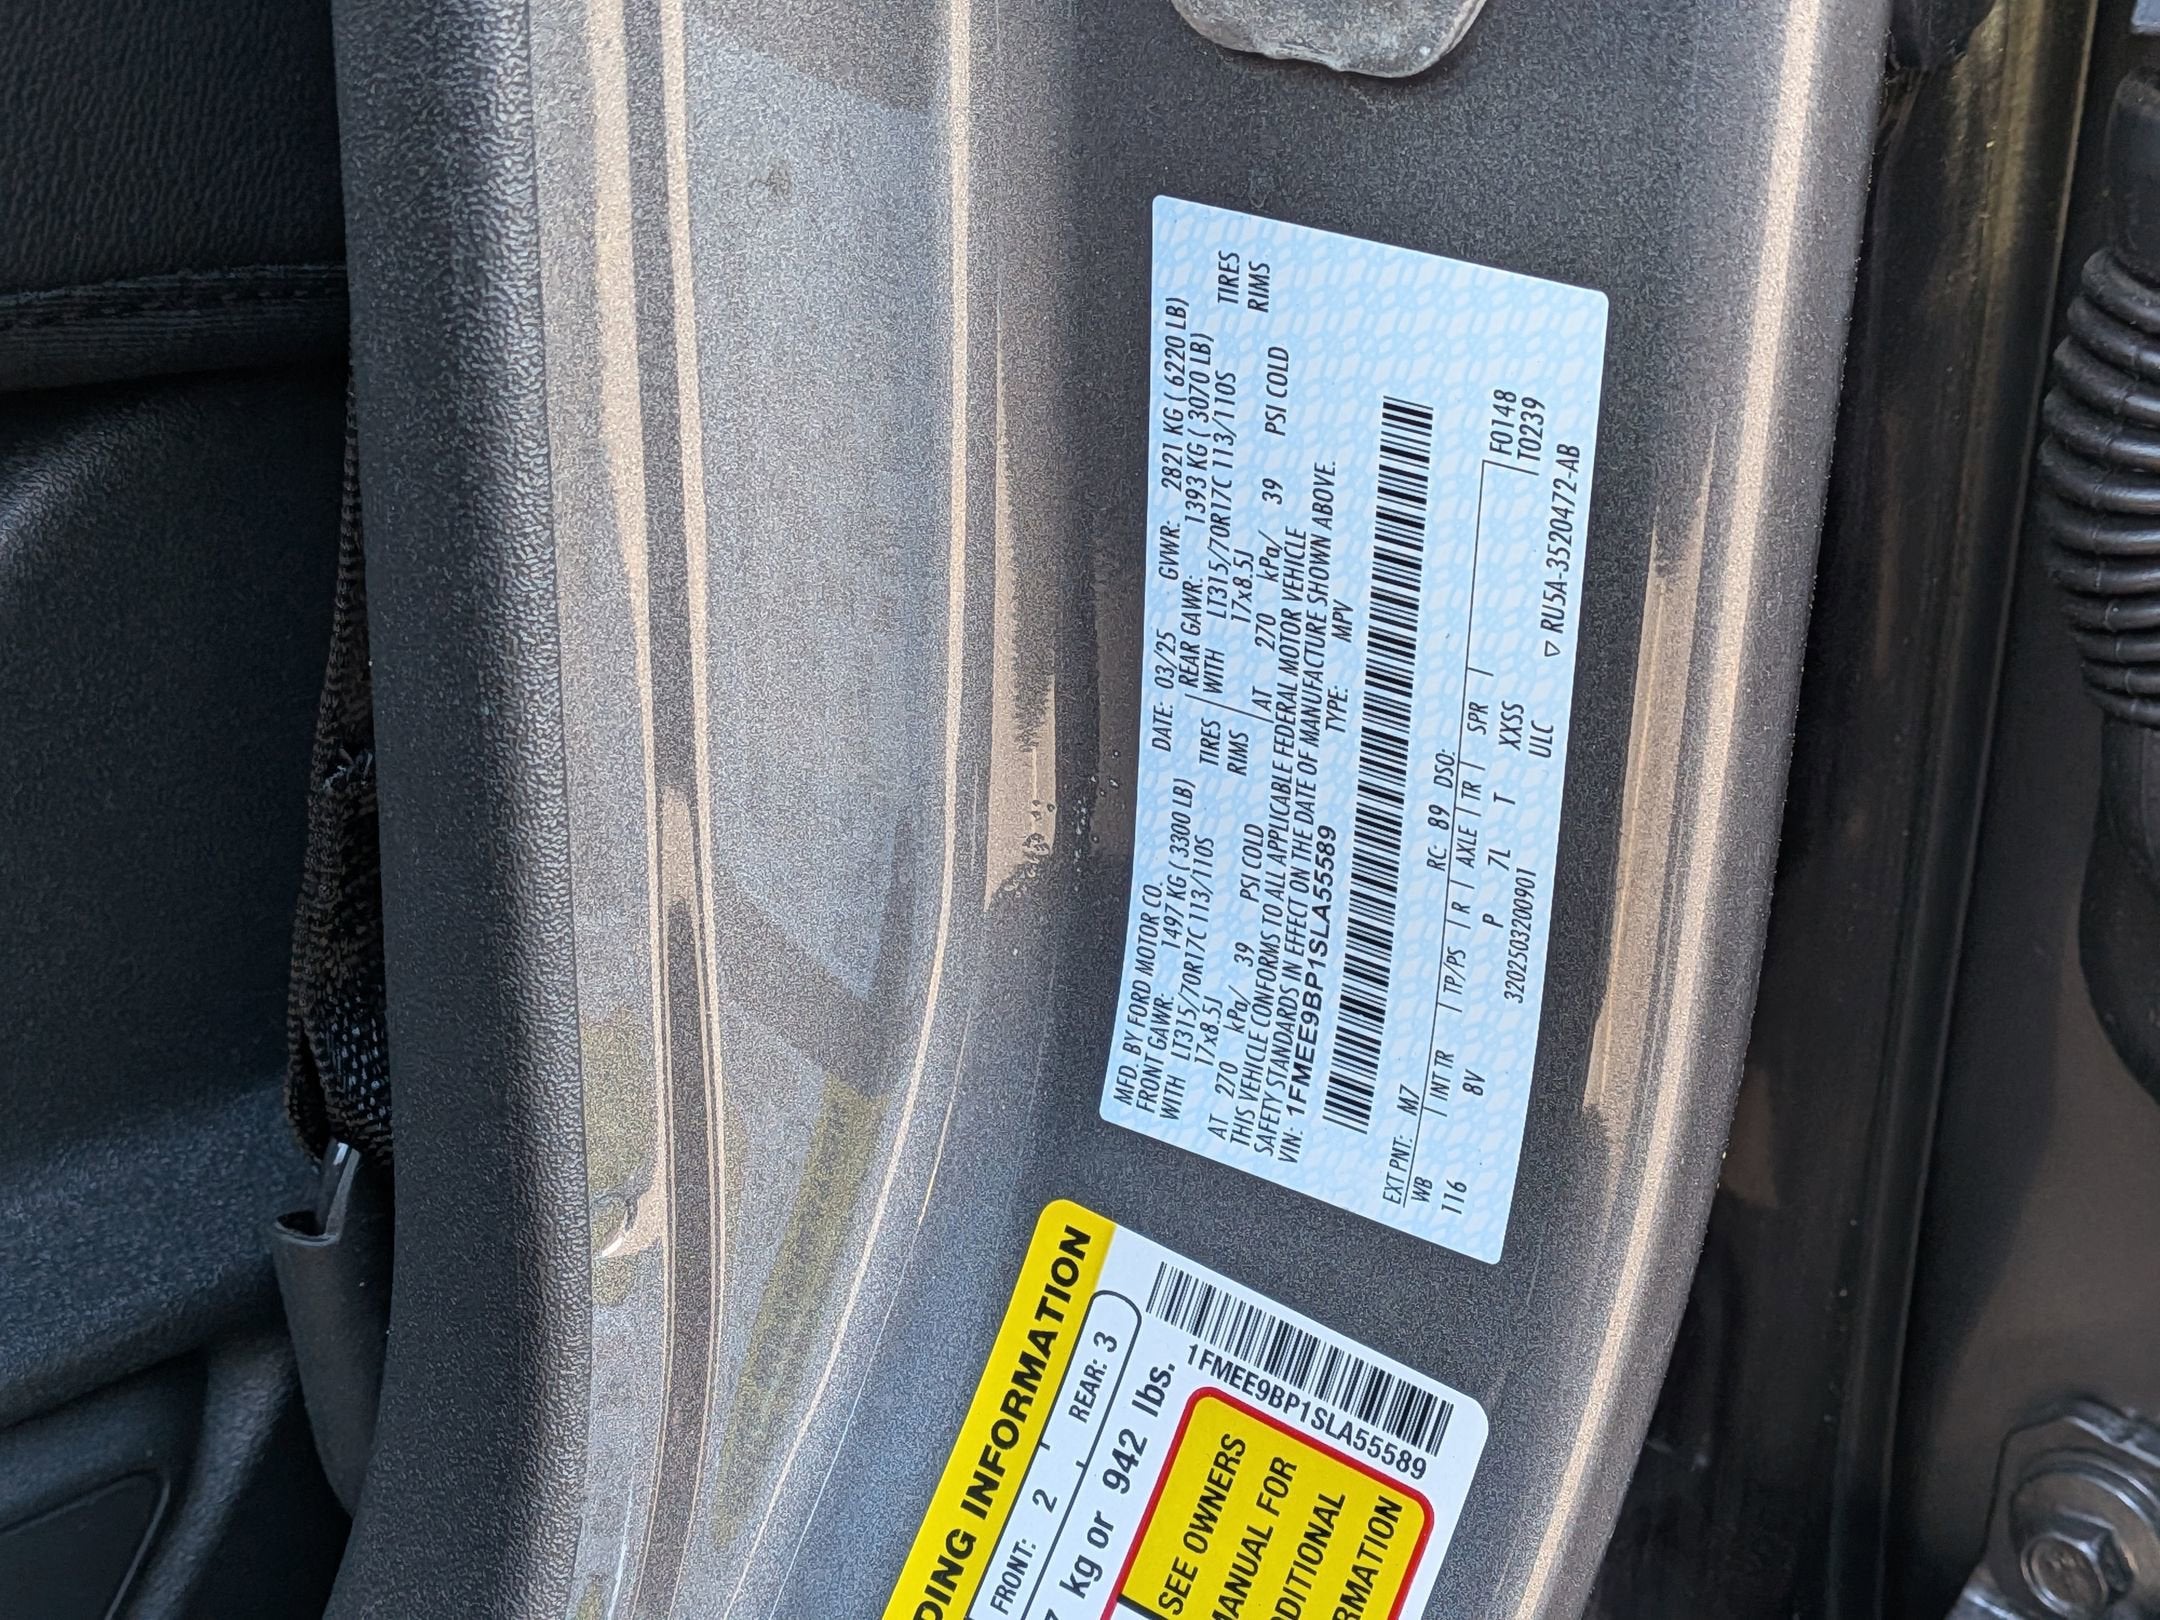 MFD. BY FORD MOTOR CO. DATE: 03/25 GVWR: 2821 KG ( 6220 LB)
FRONT GAWR: 1497 KG ( 3300 LB) REAR GAWR: 1393 KG ( 3070 LB)
WITH LT315/70R17C 113/110S TIRES WITH LT315/70R17C 113/110S TIRES
17x8.5J RIMS 17x8.5J RIMS
AT 270 kPa/ 39 PSI COLD AT 270 kPa/ 39 PSI COLD
THIS VEHICLE CONFORMS TO ALL APPLICABLE FEDERAL MOTOR VEHICLE
SAFETY STANDARDS IN EFFECT ON THE DATE OF MANUFACTURE SHOWN ABOVE.
VIN: 1FMEE9BP1SLA55589 TYPE: MPV
EXT PNT: M7 RC: 89 DSO:
WB INT TR TP/PS R AXLE TR SPR F0148
116 8V P 7L T XXSS T0239
3202503200901 ULC ▽ RU5A-3520472-AB
DING INFORMATION
FRONT: 2 REAR: 3
kg or 942 lbs.
1FMEE9BP1SLA55589
SEE OWNERS
MANUAL FOR
DDITIONAL
RMATION